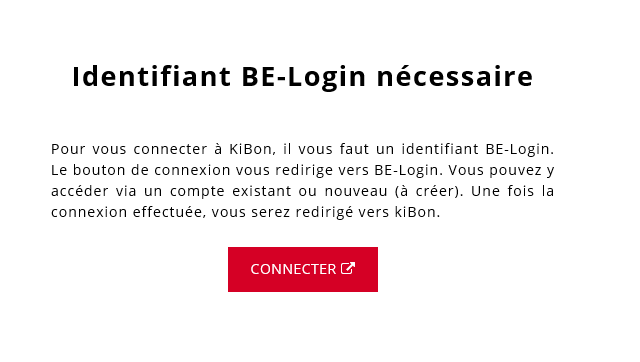 Identifiant BE-Login nécessaire
Pour vous connecter à KiBon, il vous faut un identifiant BE-Login.
Le bouton de connexion vous redirige vers BE-Login. Vous pouvez y
accéder via un compte existant ou nouveau (à créer). Une fois la
connexion effectuée, vous serez redirigé vers kiBon.
CONNECTER